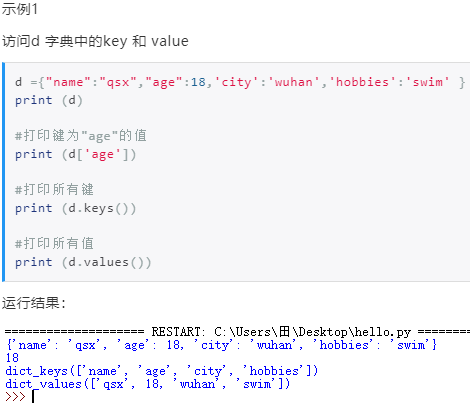 示例1
访问d 字典中的key 和 value
d ={"name":"qsx","age":18,'city':'wuhan','hobbies':'swim' }
print (d)
#打印键为"age"的值
print (d['age'])
#打印所有键
print (d.keys())
#打印所有值
print (d.values())
运行结果：
==================== RESTART: C:\Users\田\Desktop\hello.py ========
{'name': 'qsx', 'age': 18, 'city': 'wuhan', 'hobbies': 'swim'}
18
dict_keys(['name', 'age', 'city', 'hobbies'])
dict_values(['qsx', 18, 'wuhan', 'swim'])
>>>